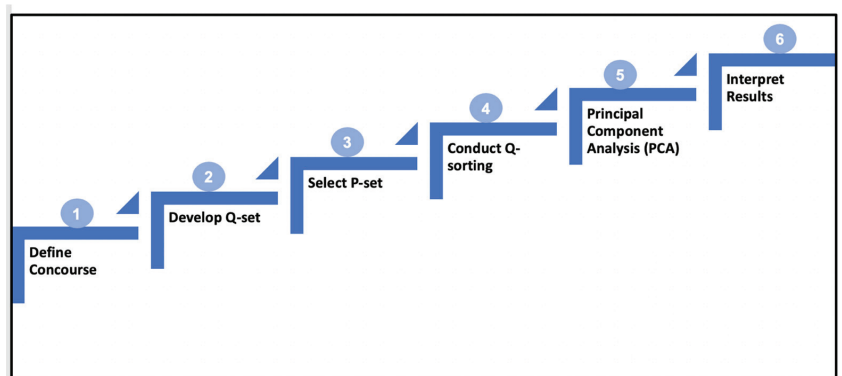 1
Define
Concourse
2
Develop Q-set
3
Select P-set
4
Conduct Q-
sorting
5
Principal
Component
Analysis (PCA)
6
Interpret
Results